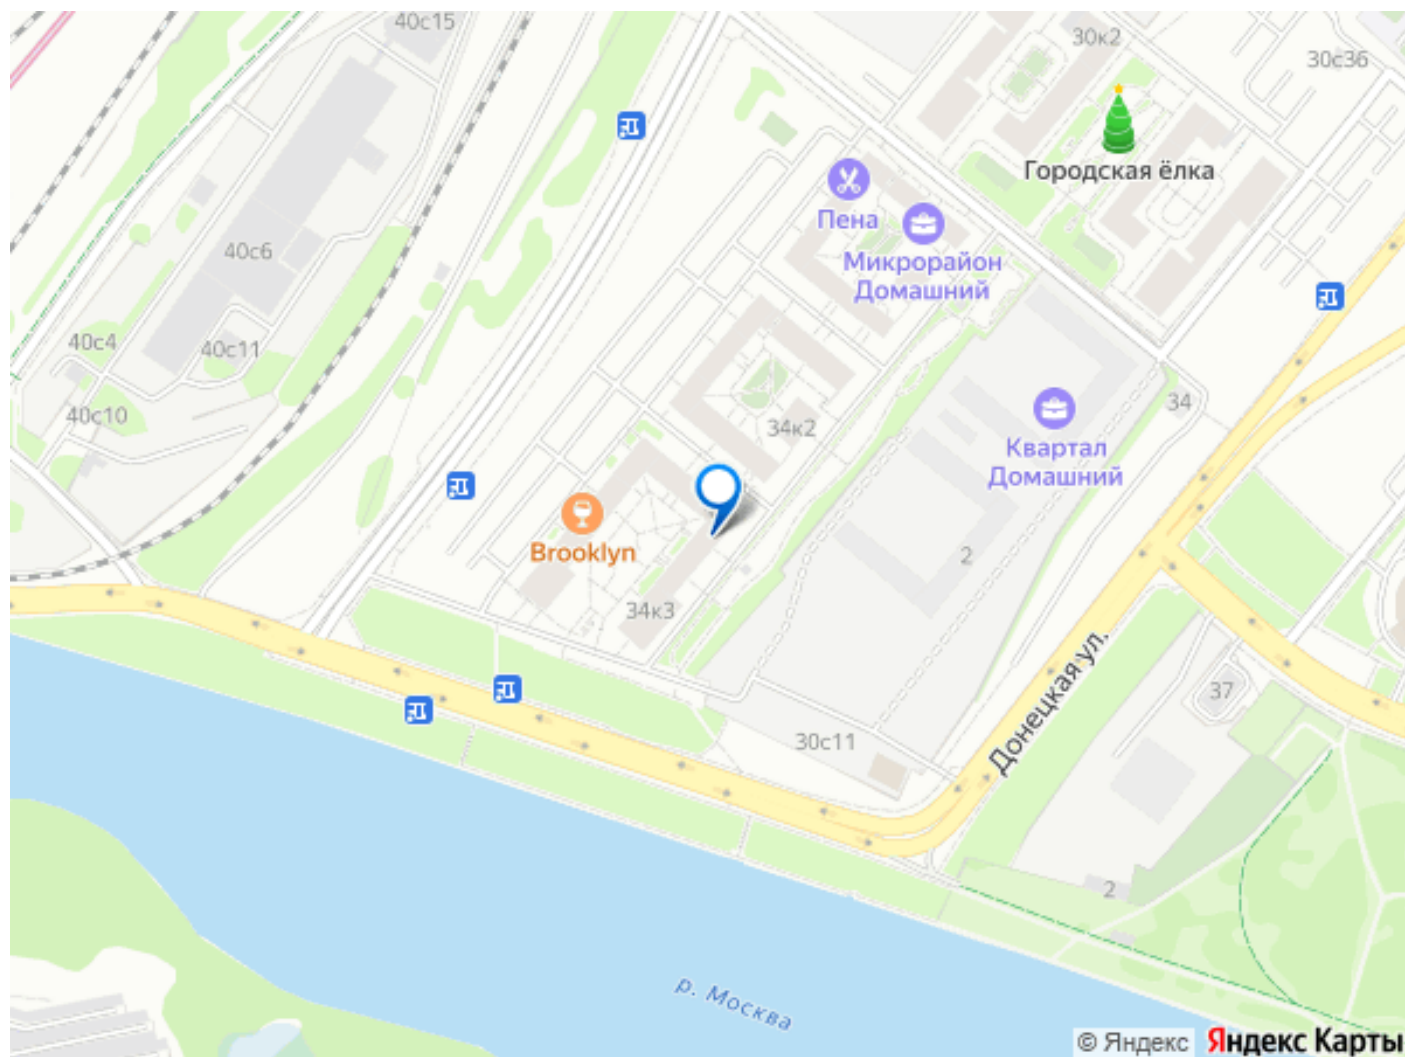 40с15
30к2
30с36
Городская ёлка
Пена
40с6
Микрорайон
Домашний
40с4
40с11
34
40с10
34к2
Квартал
Домашний
Brooklyn
2
34к3
Донецкая ул.
37
30с11
2
р. Москва
© Яндекс Яндекс Карты